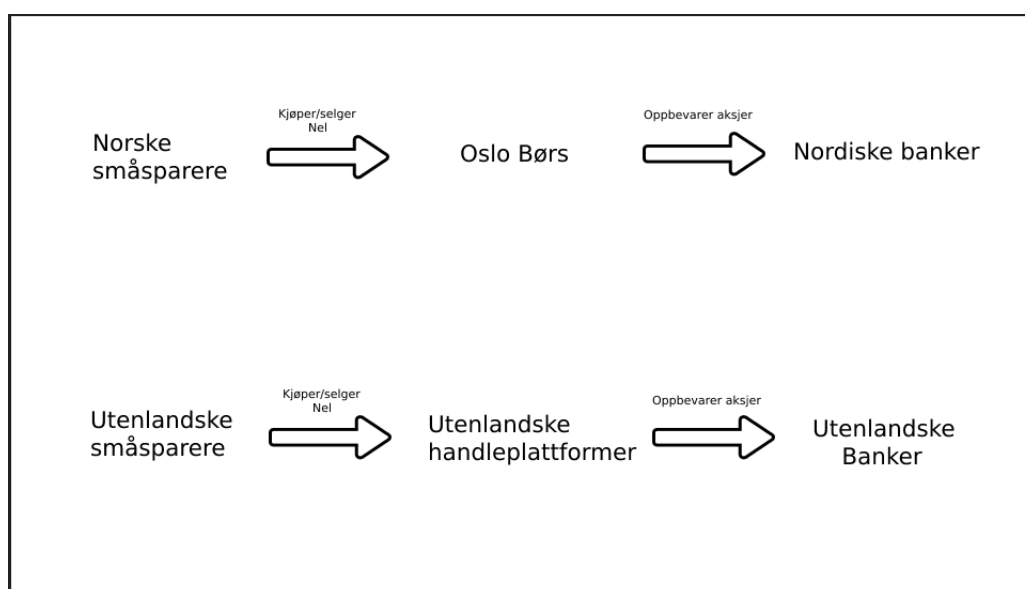 Kjøper/selger
Nel
Oppbevarer aksjer
Norske
småsparere
Oslo Børs
Nordiske banker
Kjøper/selger
Nel
Oppbevarer aksjer
Utenlandske
småsparere
Utenlandske
handleplattformer
Utenlandske
Banker